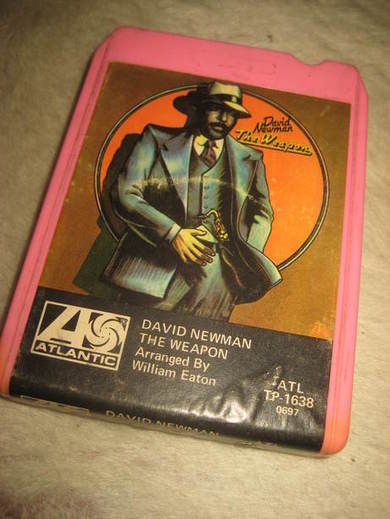 David
Newman
The Weapon
ATLANTIC
DAVID NEWMAN
THE WEAPON
Arranged By
William Eaton
ATL
TP-1638
0697
DAVID NEWMAN